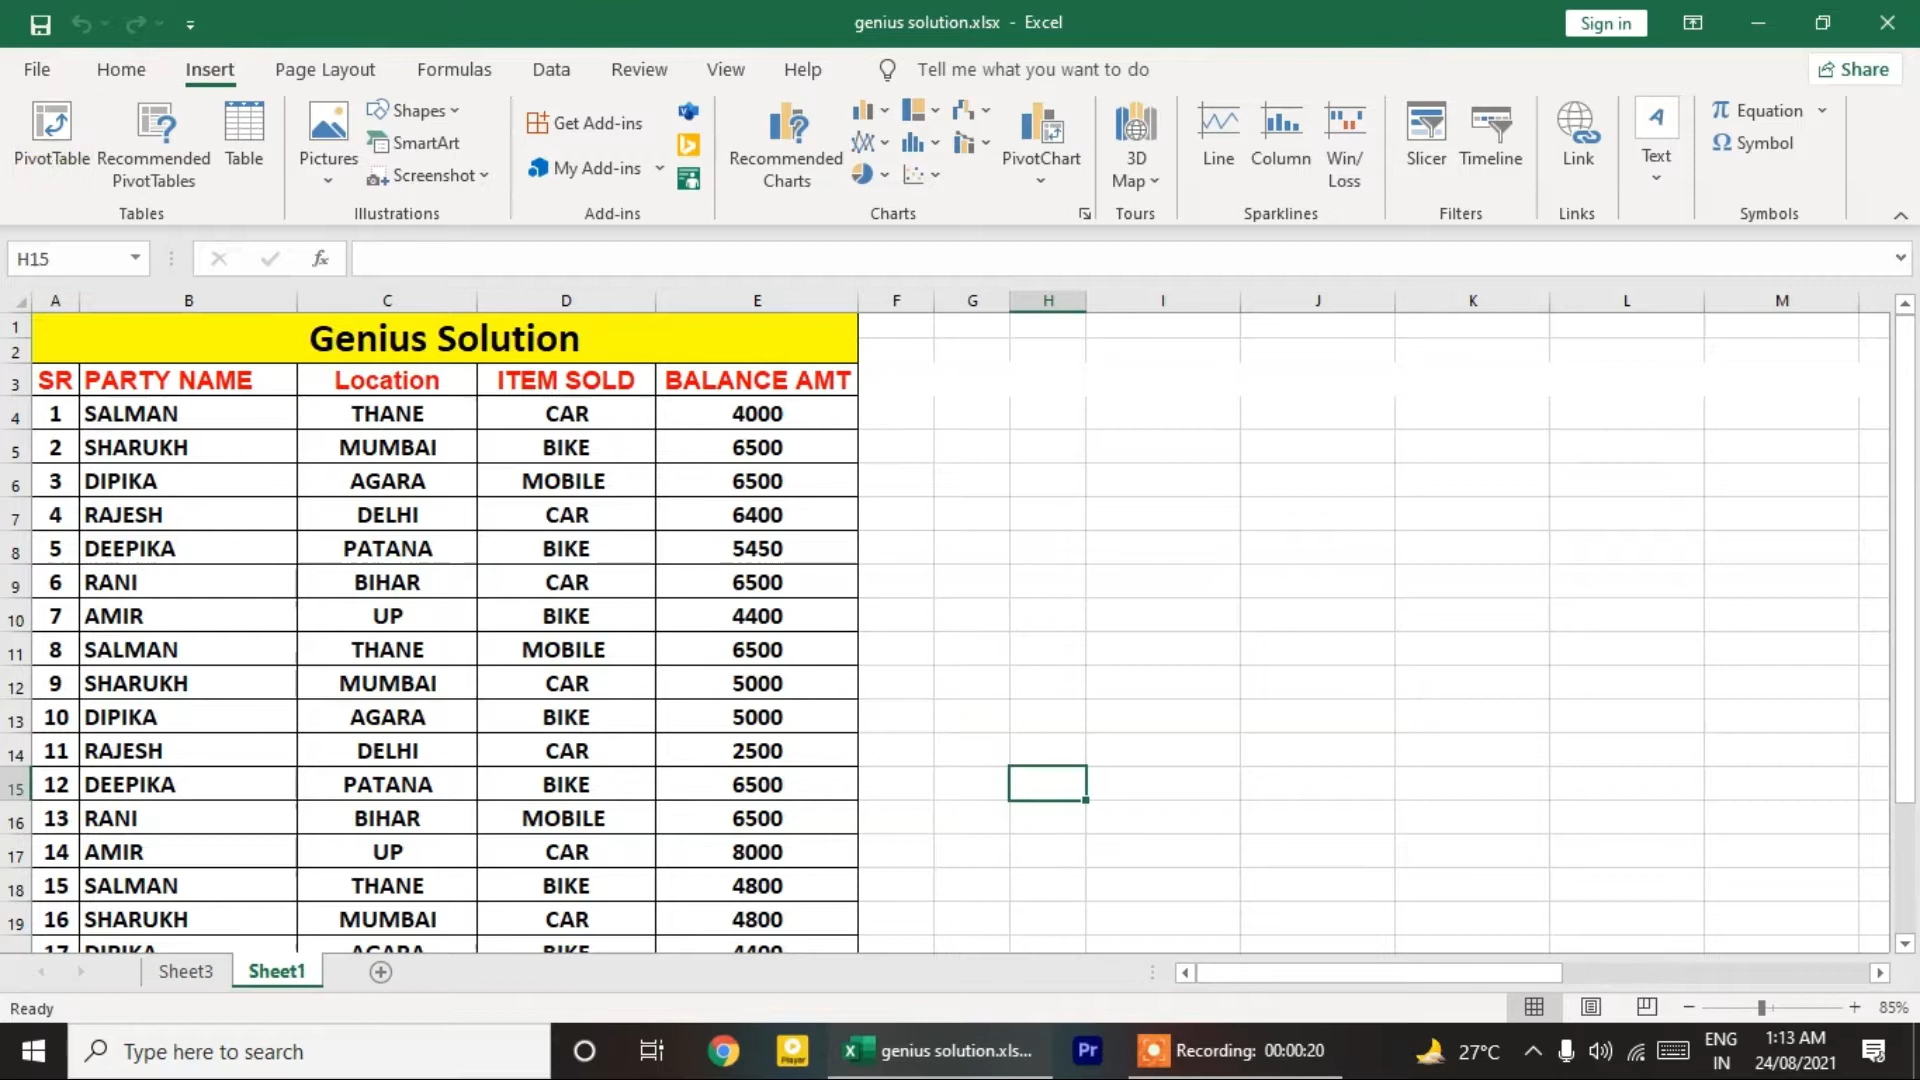 genius solution.xlsx - Excel
Sign in
File Home Insert Page Layout Formulas Data Review View Help Tell me what you want to do Share
PivotTable Recommended PivotTables Table
Tables
Pictures Shapes SmartArt Screenshot
Illustrations
Get Add-ins
My Add-ins
Add-ins
Recommended Charts
PivotChart
Charts
3D Map
Tours
Line Column Win/Loss
Sparklines
Slicer Timeline
Filters
Link
Links
A
Text
π Equation
Ω Symbol
Symbols
H15 fx
A B C D E F G H I J K L M
1 Genius Solution
2
3 SR PARTY NAME Location ITEM SOLD BALANCE AMT
4 1 SALMAN THANE CAR 4000
5 2 SHARUKH MUMBAI BIKE 6500
6 3 DIPIKA AGARA MOBILE 6500
7 4 RAJESH DELHI CAR 6400
8 5 DEEPIKA PATANA BIKE 5450
9 6 RANI BIHAR CAR 6500
10 7 AMIR UP BIKE 4400
11 8 SALMAN THANE MOBILE 6500
12 9 SHARUKH MUMBAI CAR 5000
13 10 DIPIKA AGARA BIKE 5000
14 11 RAJESH DELHI CAR 2500
15 12 DEEPIKA PATANA BIKE 6500
16 13 RANI BIHAR MOBILE 6500
17 14 AMIR UP CAR 8000
18 15 SALMAN THANE BIKE 4800
19 16 SHARUKH MUMBAI CAR 4800
17 DIPIKA AGARA BIKE 4400
Sheet3 Sheet1
Ready 85%
Type here to search
Player
genius solution.xls...
Pr
Recording: 00:00:20
27°C
ENG
IN
1:13 AM
24/08/2021